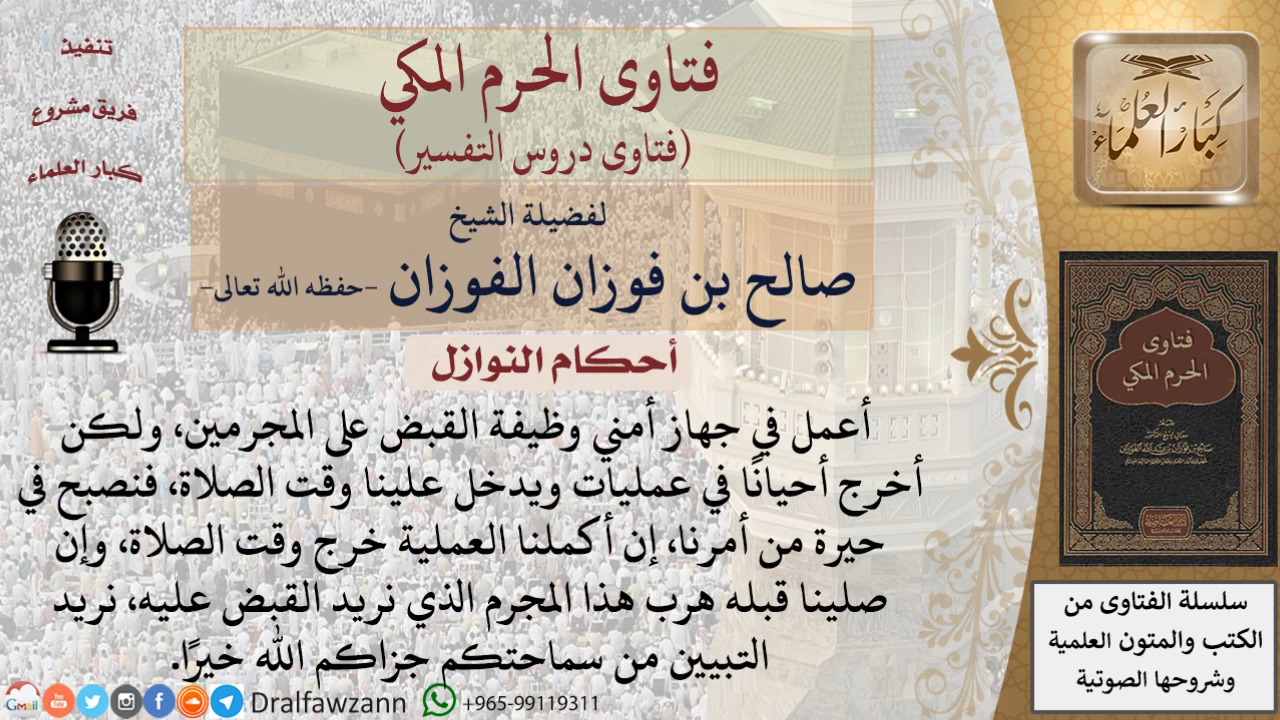 فتاوى الحرم المكي
(فتاوى دروس التفسير)
لفضيلة الشيخ
صالح بن فوزان الفوزان -حفظه الله تعالى-
أحكام النوازل
أعمل في جهاز أمني وظيفة القبض على المجرمين، ولكن
أخرج أحيانًا في عمليات ويدخل علينا وقت الصلاة، فنصبح في
حيرة من أمرنا، إن أكملنا العملية خرج وقت الصلاة، وإن
صلينا قبله هرب هذا المجرم الذي نريد القبض عليه، نريد
التبيين من سماحتكم جزاكم الله خيرًا.
تنفيذ
فريق مشروع
كبار العلماء
كبار العلماء
فتاوى
الحرم المكي
سلسلة الفتاوى من
الكتب والمتون العلمية
وشروحها الصوتية
Gmail
You Tube
Dralfawzann
+965-99119311